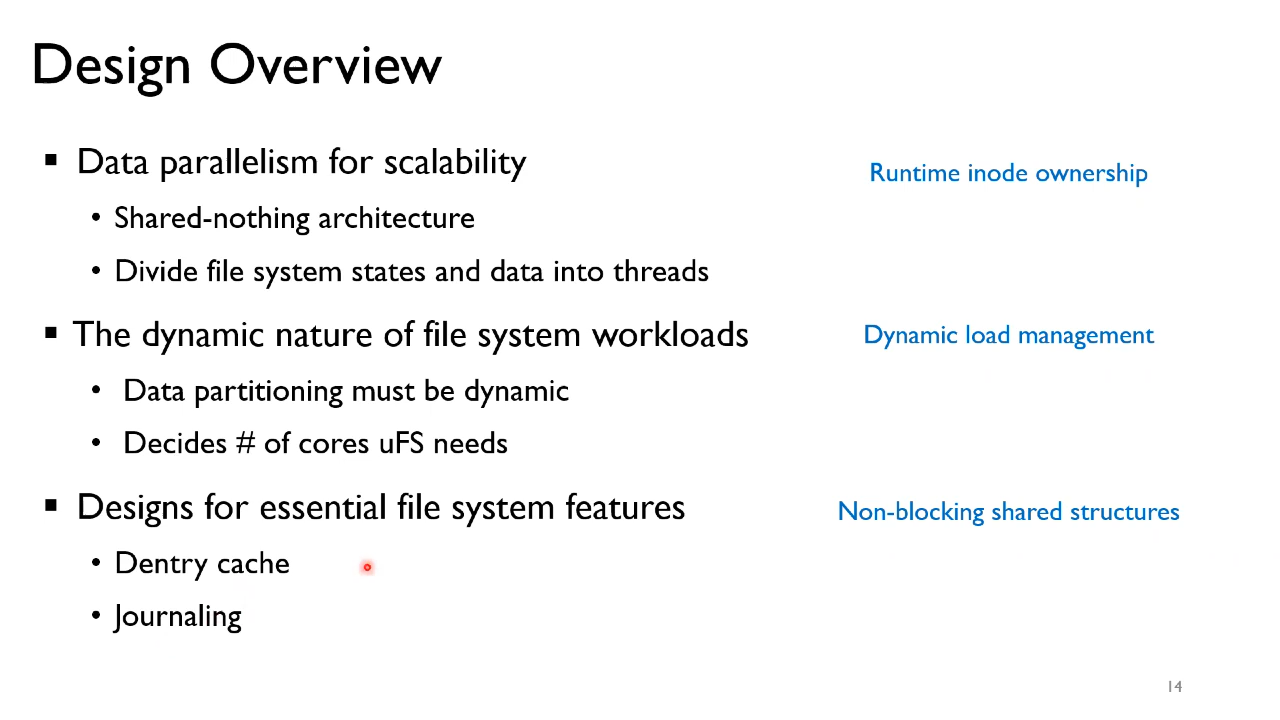 Design Overview
▪ Data parallelism for scalability
Runtime inode ownership
• Shared-nothing architecture
• Divide file system states and data into threads
▪ The dynamic nature of file system workloads
Dynamic load management
• Data partitioning must be dynamic
• Decides # of cores uFS needs
▪ Designs for essential file system features
Non-blocking shared structures
• Dentry cache
• Journaling
14